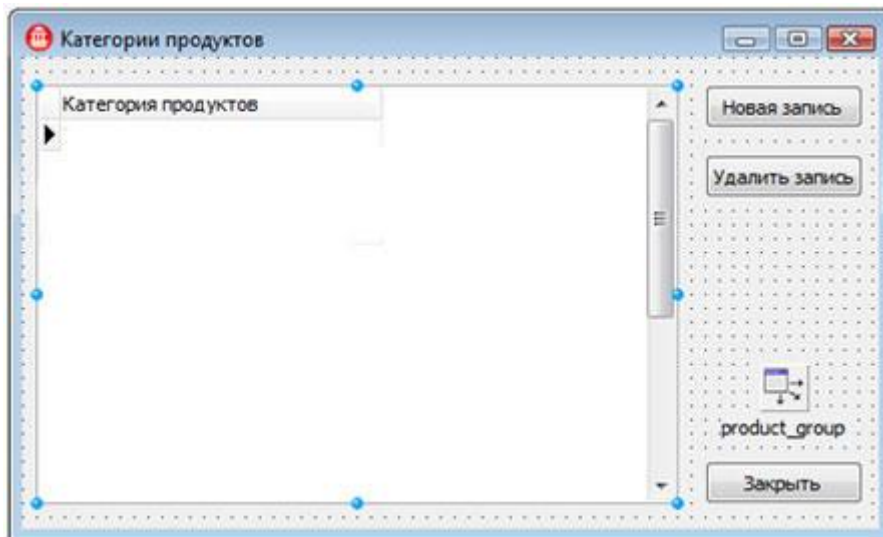 Категории продуктов
Категория продуктов
Новая запись
Удалить запись
product_group
Закрыть